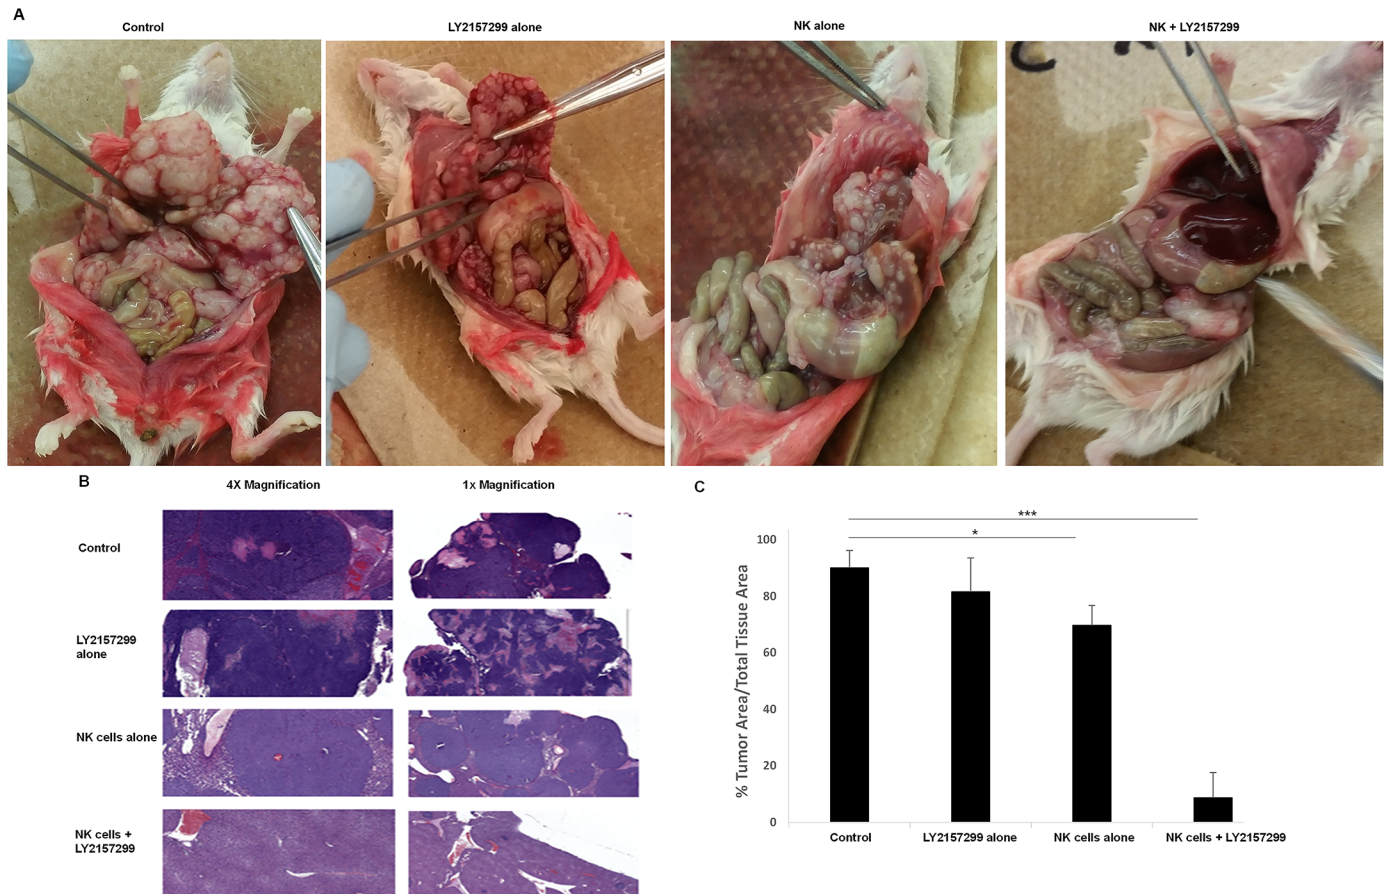 A
Control
LY2157299 alone
NK alone
NK + LY2157299
B
4X Magnification
1x Magnification
Control
LY2157299
alone
NK cells alone
NK cells +
LY2157299
C
***
*
% Tumor Area/Total Tissue Area
100
80
60
40
20
0
Control
LY2157299 alone
NK cells alone
NK cells + LY2157299